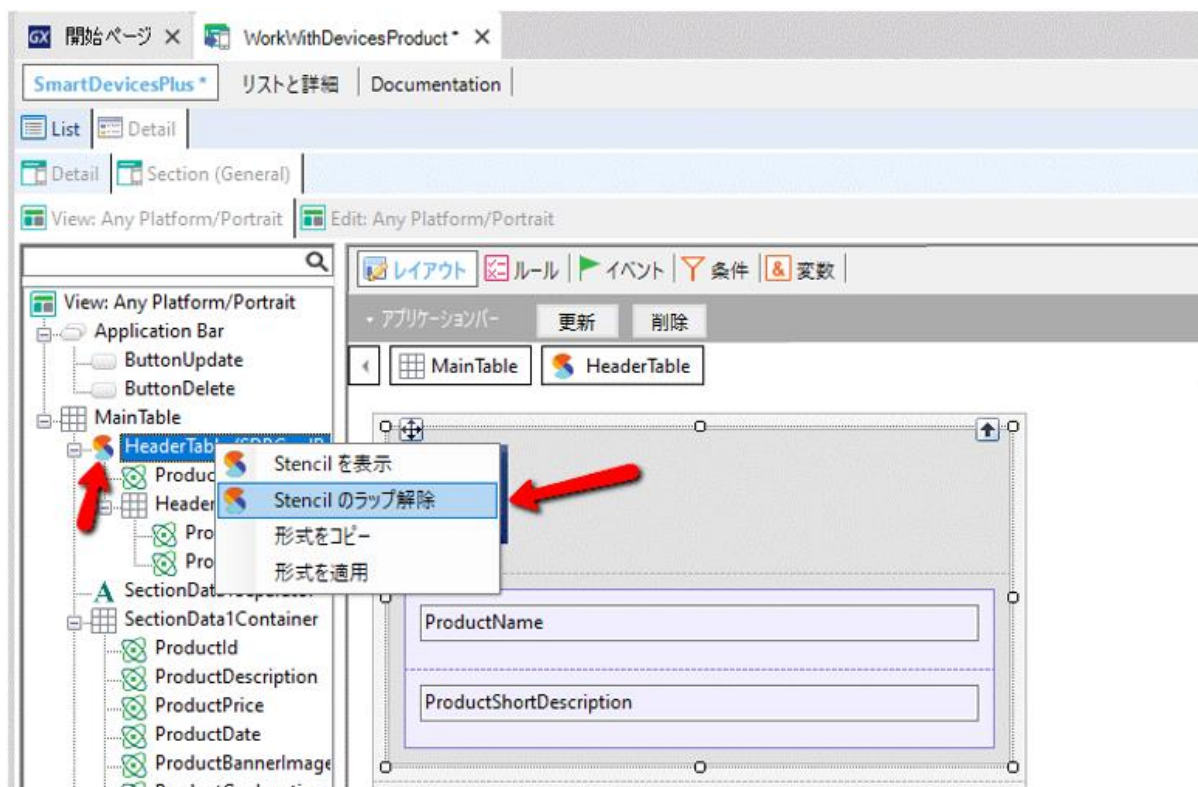 GX 開始ページ × WorkWithDevicesProduct * ×
SmartDevicesPlus * リストと詳細 Documentation
List Detail
Detail Section (General)
View: Any Platform/Portrait Edit: Any Platform/Portrait
レイアウト ルール イベント 条件 & 変数
View: Any Platform/Portrait
アプリケーションバー 更新 削除
Application Bar
ButtonUpdate
MainTable HeaderTable
ButtonDelete
MainTable
Stencil を表示
Stencil のラップ解除
Header
形式をコピー
Pro
形式を適用
Pro
A
SectionData1Container
ProductName
ProductId
ProductDescription
ProductPrice
ProductShortDescription
ProductDate
ProductBannerImage